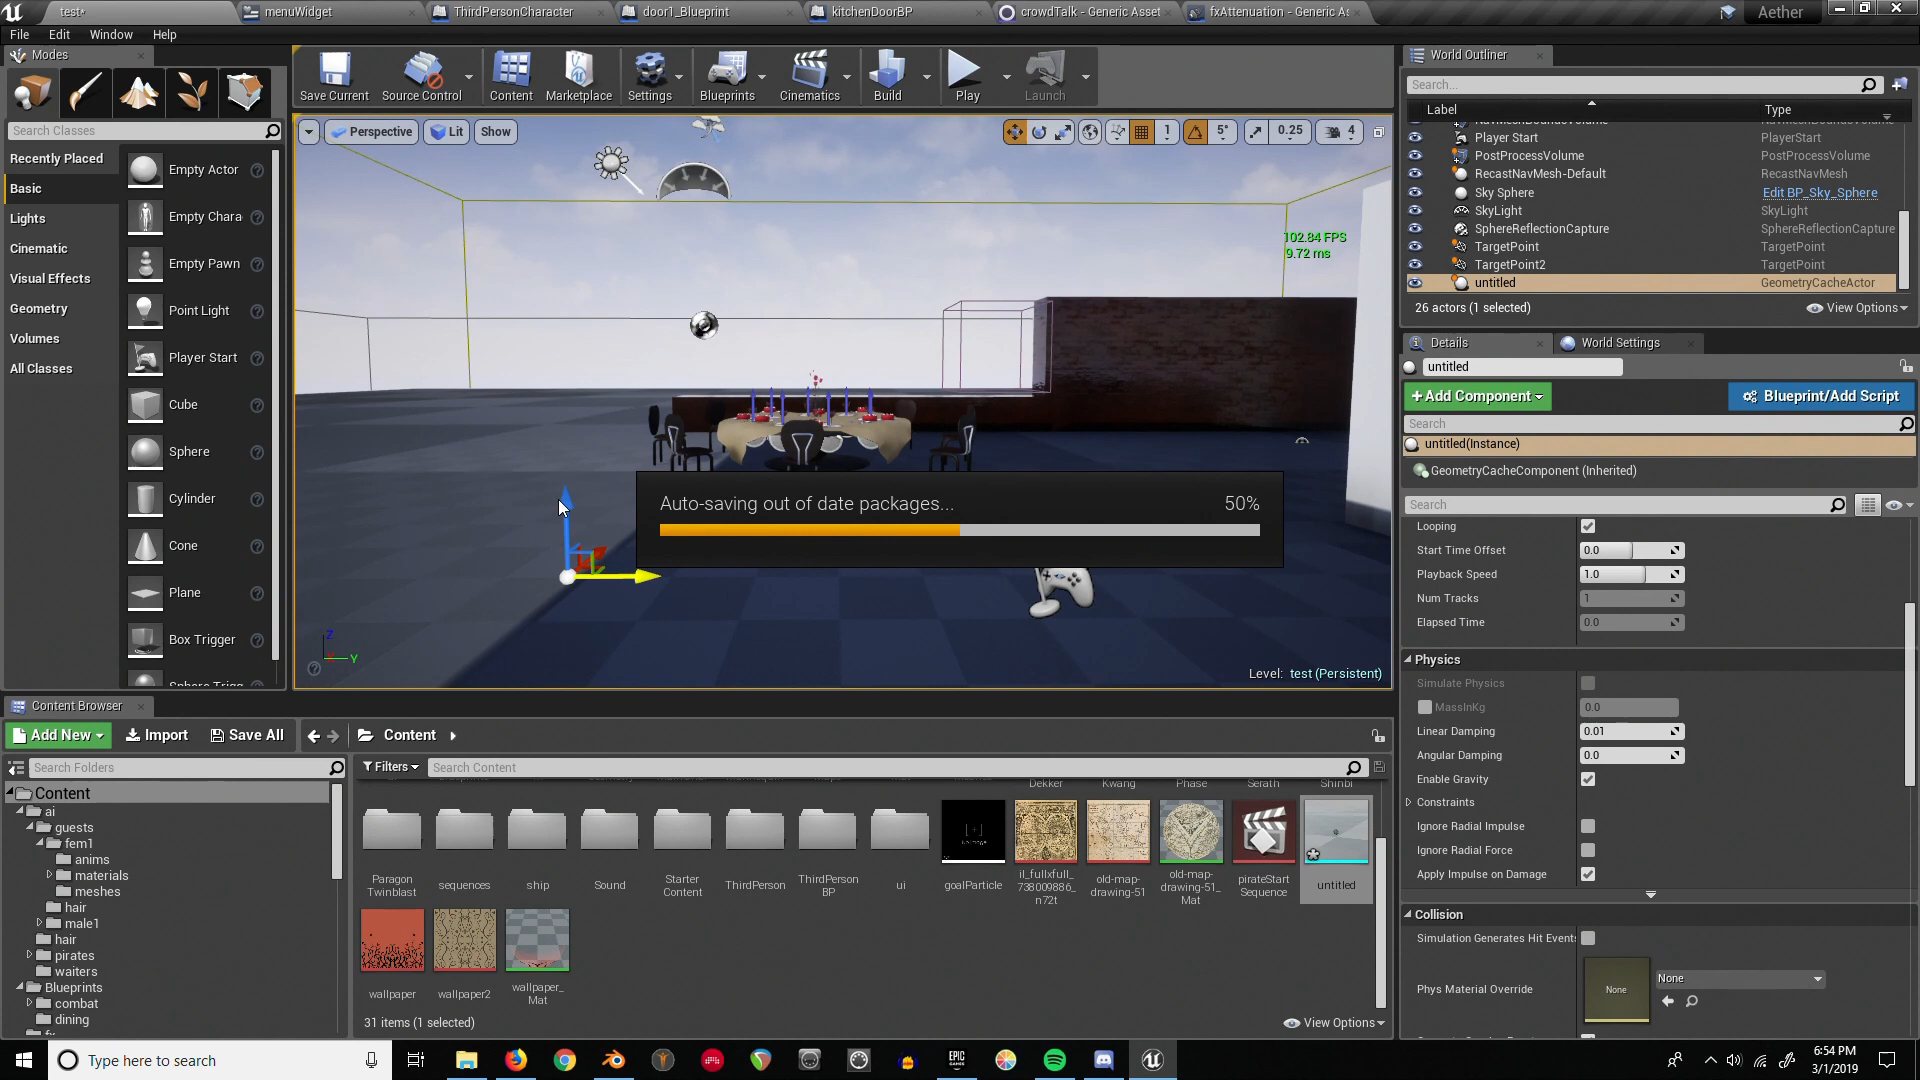 test*
menuWidget
ThirdPersonCharacter
door1_Blueprint
kitchenDoorBP
crowdTalk - Generic Asset
fxAttenuation - Generic As
Aether
File Edit Window Help
Modes
Search Classes
Recently Placed
Basic
Lights
Cinematic
Visual Effects
Geometry
Volumes
All Classes
Empty Actor
Empty Chara
Empty Pawn
Point Light
Player Start
Cube
Sphere
Cylinder
Cone
Plane
Box Trigger
Save Current
Source Control
Content
Marketplace
Settings
Blueprints
Cinematics
Build
Play
Launch
Perspective
Lit
Show
1
5°
0.25
4
102.84 FPS
9.72 ms
Auto-saving out of date packages...
50%
Z
Y
Level: test (Persistent)
World Outliner
Search...
Label Type
Player Start PlayerStart
PostProcessVolume PostProcessVolume
RecastNavMesh-Default RecastNavMesh
Sky Sphere Edit BP_Sky_Sphere
SkyLight SkyLight
SphereReflectionCapture SphereReflectionCapture
TargetPoint TargetPoint
TargetPoint2 TargetPoint
untitled GeometryCacheActor
26 actors (1 selected)
View Options
Details
World Settings
untitled
+Add Component
Blueprint/Add Script
Search
untitled(Instance)
GeometryCacheComponent (Inherited)
Search
Looping
Start Time Offset 0.0
Playback Speed 1.0
Num Tracks 1
Elapsed Time 0.0
Physics
Simulate Physics
MassInKg 0.0
Linear Damping 0.01
Angular Damping 0.0
Enable Gravity
Constraints
Ignore Radial Impulse
Ignore Radial Force
Apply Impulse on Damage
Collision
Simulation Generates Hit Events
Phys Material Override
None
None
Content Browser
Add New
Import
Save All
Content
Search Folders
Filters
Search Content
Content
ai
guests
fem1
anims
materials
meshes
hair
male1
hair
pirates
waiters
Blueprints
combat
dining
Dekker
Kwang
Phase
Serath
Shinbi
Paragon
Twinblast
sequences
ship
Sound
Starter
Content
ThirdPerson
ThirdPerson
BP
ui
goalParticle
il_fullxfull_
738009886_
n72t
old-map-
drawing-51
old-map-
drawing-51_
Mat
pirateStart
Sequence
untitled
wallpaper
wallpaper2
wallpaper_
Mat
31 items (1 selected)
View Options
Type here to search
EPIC
GAMES
6:54 PM
3/1/2019